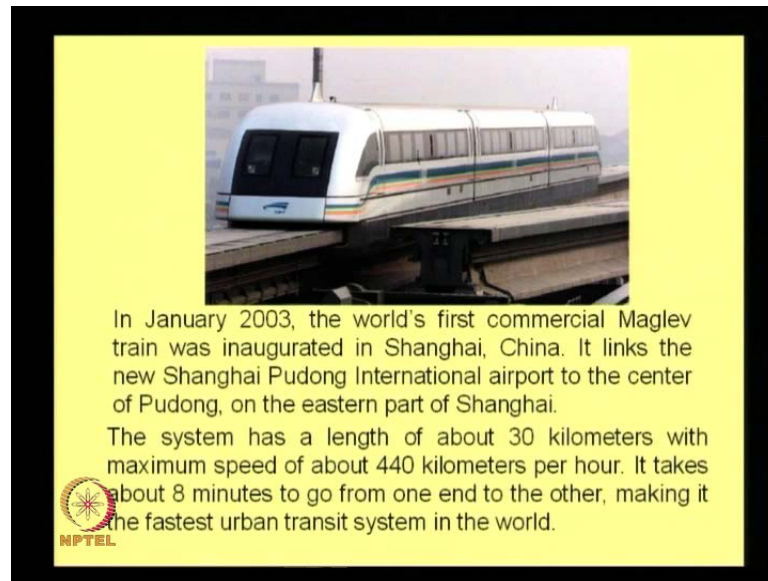 In January 2003, the world's first commercial Maglev
train was inaugurated in Shanghai, China. It links the
new Shanghai Pudong International airport to the center
of Pudong, on the eastern part of Shanghai.
The system has a length of about 30 kilometers with
maximum speed of about 440 kilometers per hour. It takes
about 8 minutes to go from one end to the other, making it
the fastest urban transit system in the world.
NPTEL